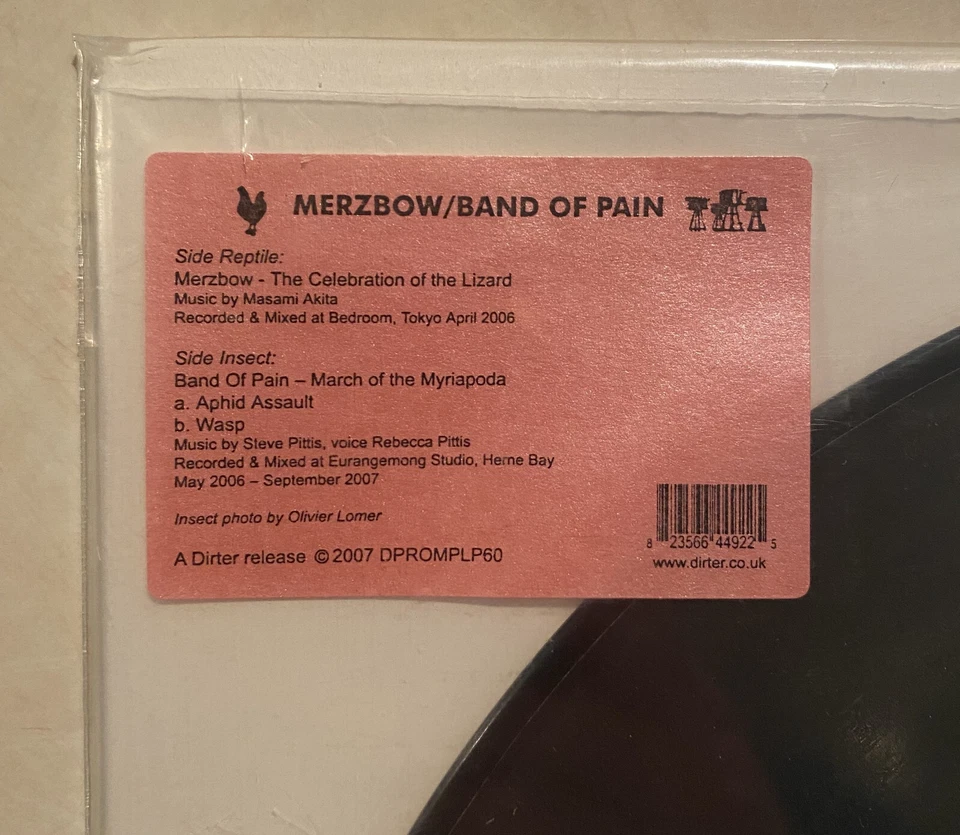 MERZBOW/BAND OF PAIN
Side Reptile:
Merzbow - The Celebration of the Lizard
Music by Masami Akita
Recorded & Mixed at Bedroom, Tokyo April 2006
Side Insect:
Band Of Pain – March of the Myriapoda
a. Aphid Assault
b. Wasp
Music by Steve Pittis, voice Rebecca Pittis
Recorded & Mixed at Eurangemong Studio, Herne Bay
May 2006 – September 2007
Insect photo by Olivier Lomer
A Dirter release ©2007 DPROMPLP60
8 23566 44922 5
www.dirter.co.uk